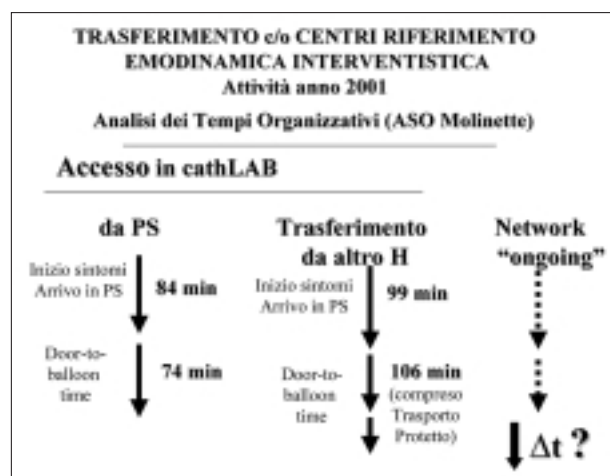 TRASFERIMENTO c/o CENTRI RIFERIMENTO
EMODINAMICA INTERVENTISTICA
Attività anno 2001
Analisi dei Tempi Organizzativi (ASO Molinette)
Accesso in cathLAB
da PS
Inizio sintomi
Arrivo in PS
84 min
Door-to-
balloon
time
74 min
Trasferimento
da altro H
Inizio sintomi
Arrivo in PS
99 min
Door-to-
balloon
time
106 min
(compreso
Trasporto
Protetto)
Network
“ongoing”
Δt ?